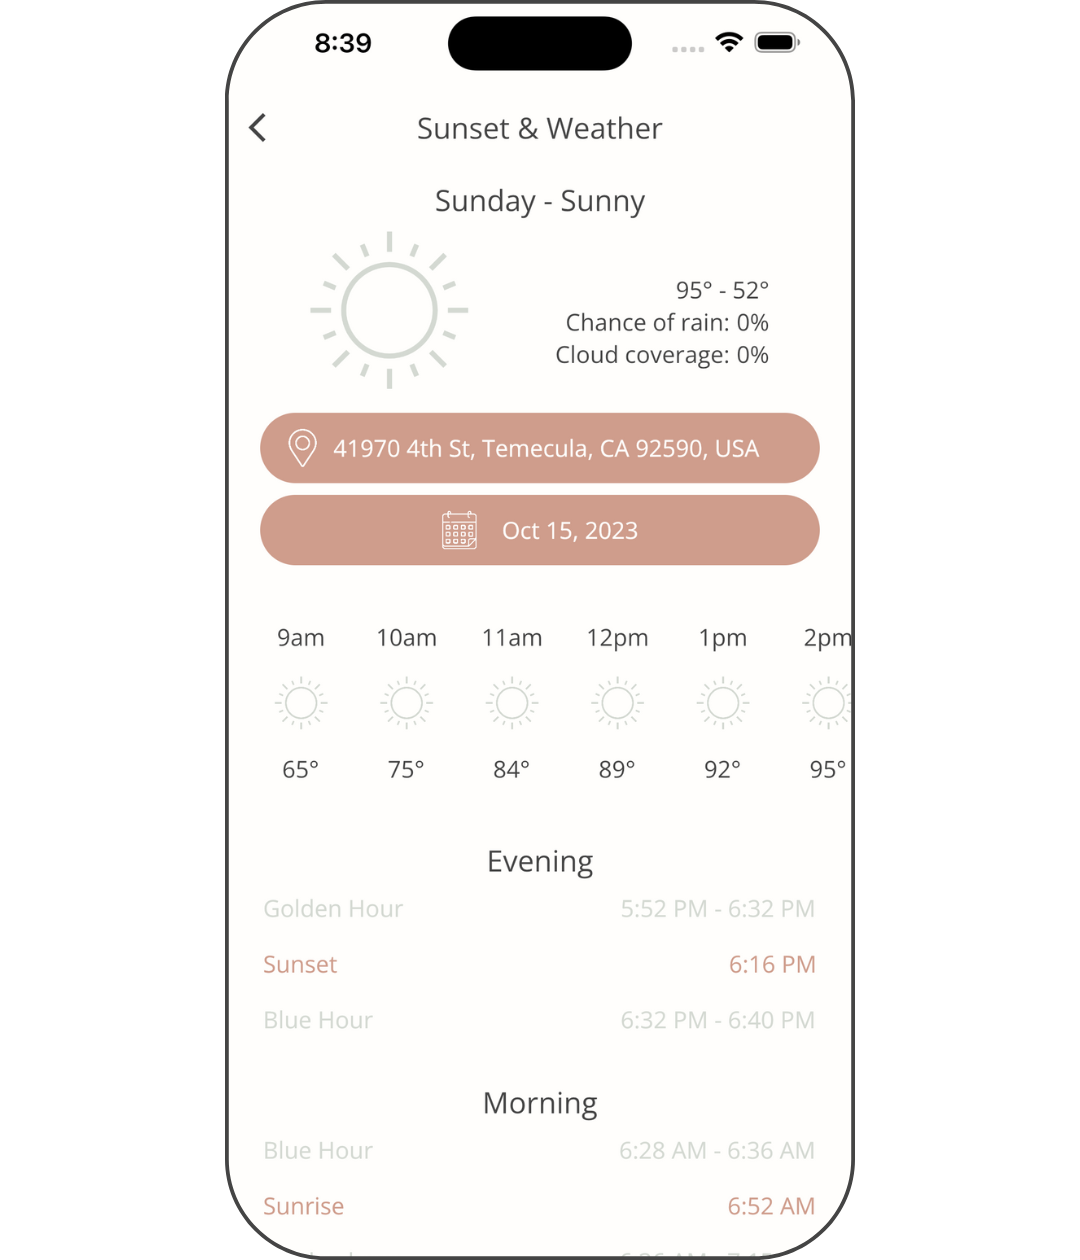 8:39
Sunset & Weather
Sunday - Sunny
95° - 52°
Chance of rain: 0%
Cloud coverage: 0%
41970 4th St, Temecula, CA 92590, USA
Oct 15, 2023
9am 10am 11am 12pm 1pm 2pm
65° 75° 84° 89° 92° 95°
Evening
Golden Hour 5:52 PM - 6:32 PM
Sunset 6:16 PM
Blue Hour 6:32 PM - 6:40 PM
Morning
Blue Hour 6:28 AM - 6:36 AM
Sunrise 6:52 AM